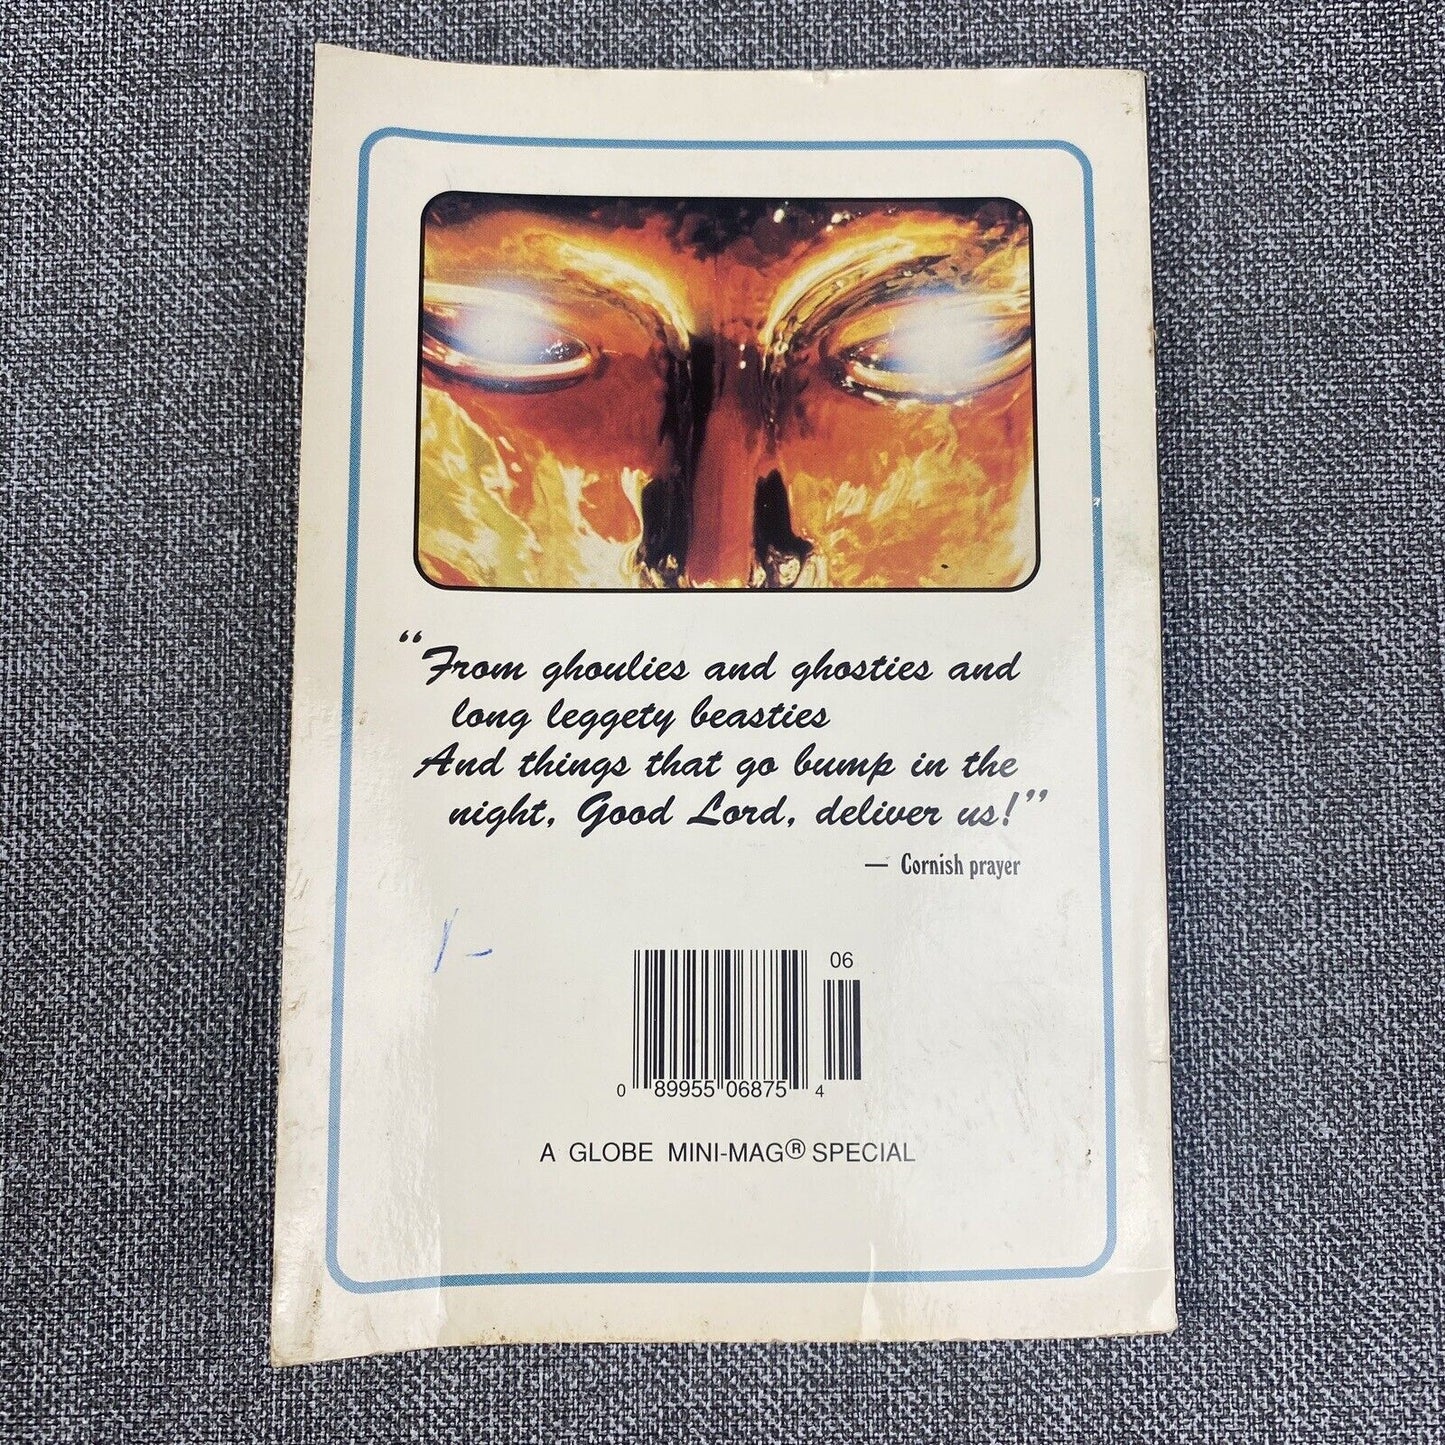 “From ghoulies and ghosties and
long leggety beasties
And things that go bump in the
night, Good Lord, deliver us!”
— Cornish prayer
06
0 89955 06875 4
A GLOBE MINI-MAG® SPECIAL